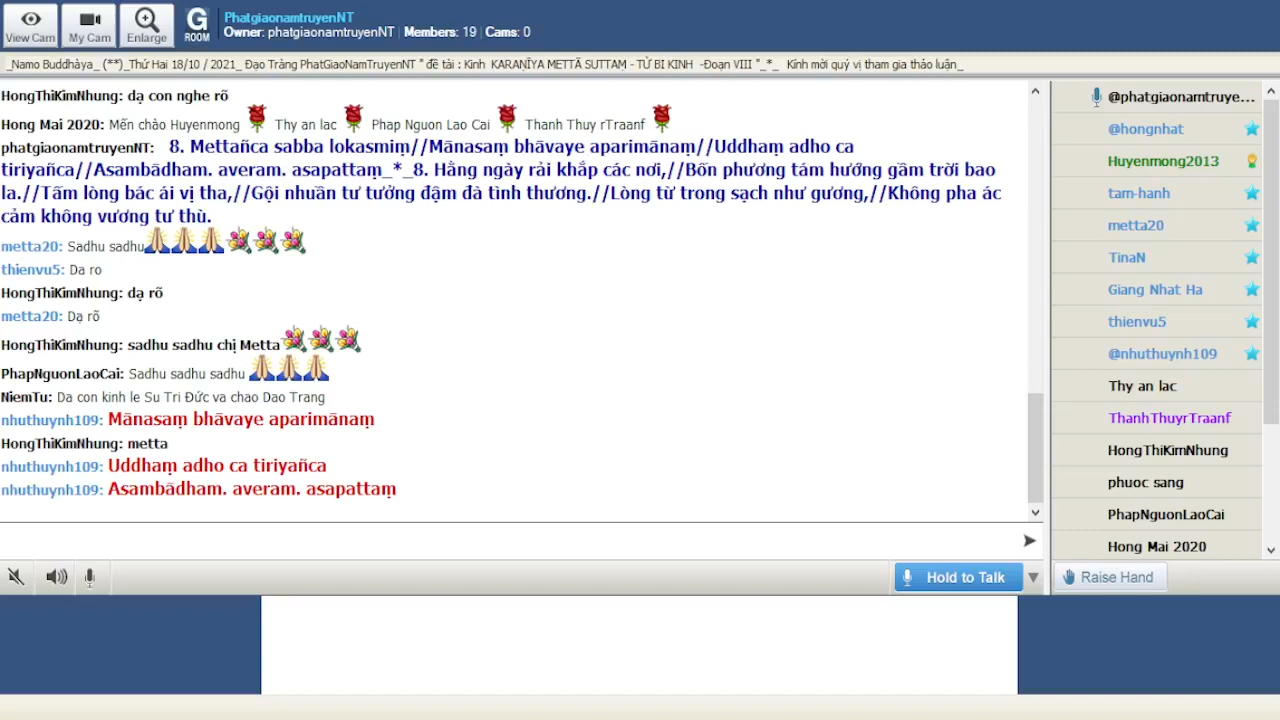 View Cam
My Cam
Enlarge
G
ROOM
PhatgiaonamtruyenNT
Owner: phatgiaonamtruyenNT | Members: 19 | Cams: 0
_Namo Buddhàya_ (**)_Thứ Hai 18/10 / 2021_ Đạo Tràng PhatGiaoNamTruyenNT " đề tài : Kinh KARAṆĪYA METTĀ SUTTAṂ - TỪ BI KINH -Đoạn VIII "_*_ Kính mời quý vị tham gia thảo luận_
HongThiKimNhung: dạ con nghe rõ
Hong Mai 2020: Mến chào Huyenmong Thy an lac Phap Nguon Lao Cai Thanh Thuy rTraanf
phatgiaonamtruyenNT: 8. Mettañca sabba lokasmiṃ//Mānasaṃ bhāvaye aparimānaṃ//Uddhaṃ adho ca
tiriyañca//Asambādham. averam. asapattaṃ_*_8. Hằng ngày rải khắp các nơi,//Bốn phương tám hướng gầm trời bao
la.//Tấm lòng bác ái vị tha,//Gội nhuần tư tưởng đậm đà tình thương.//Lòng từ trong sạch như gương,//Không pha ác
cảm không vương tư thù.
metta20: Sadhu sadhu
thienvu5: Da ro
HongThiKimNhung: dạ rõ
metta20: Dạ rõ
HongThiKimNhung: sadhu sadhu chị Metta
PhapNguonLaoCai: Sadhu sadhu sadhu
NiemTu: Da con kinh le Su Tri Đức va chao Dao Trang
nhuthuynh109: Mānasaṃ bhāvaye aparimānaṃ
HongThiKimNhung: metta
nhuthuynh109: Uddhaṃ adho ca tiriyañca
nhuthuynh109: Asambādham. averam. asapattaṃ
@phatgiaonamtruye...
@hongnhat
Huyenmong2013
tam-hanh
metta20
TinaN
Giang Nhat Ha
thienvu5
@nhuthuynh109
Thy an lac
ThanhThuyrTraanf
HongThiKimNhung
phuoc sang
PhapNguonLaoCai
Hong Mai 2020
Hold to Talk
Raise Hand